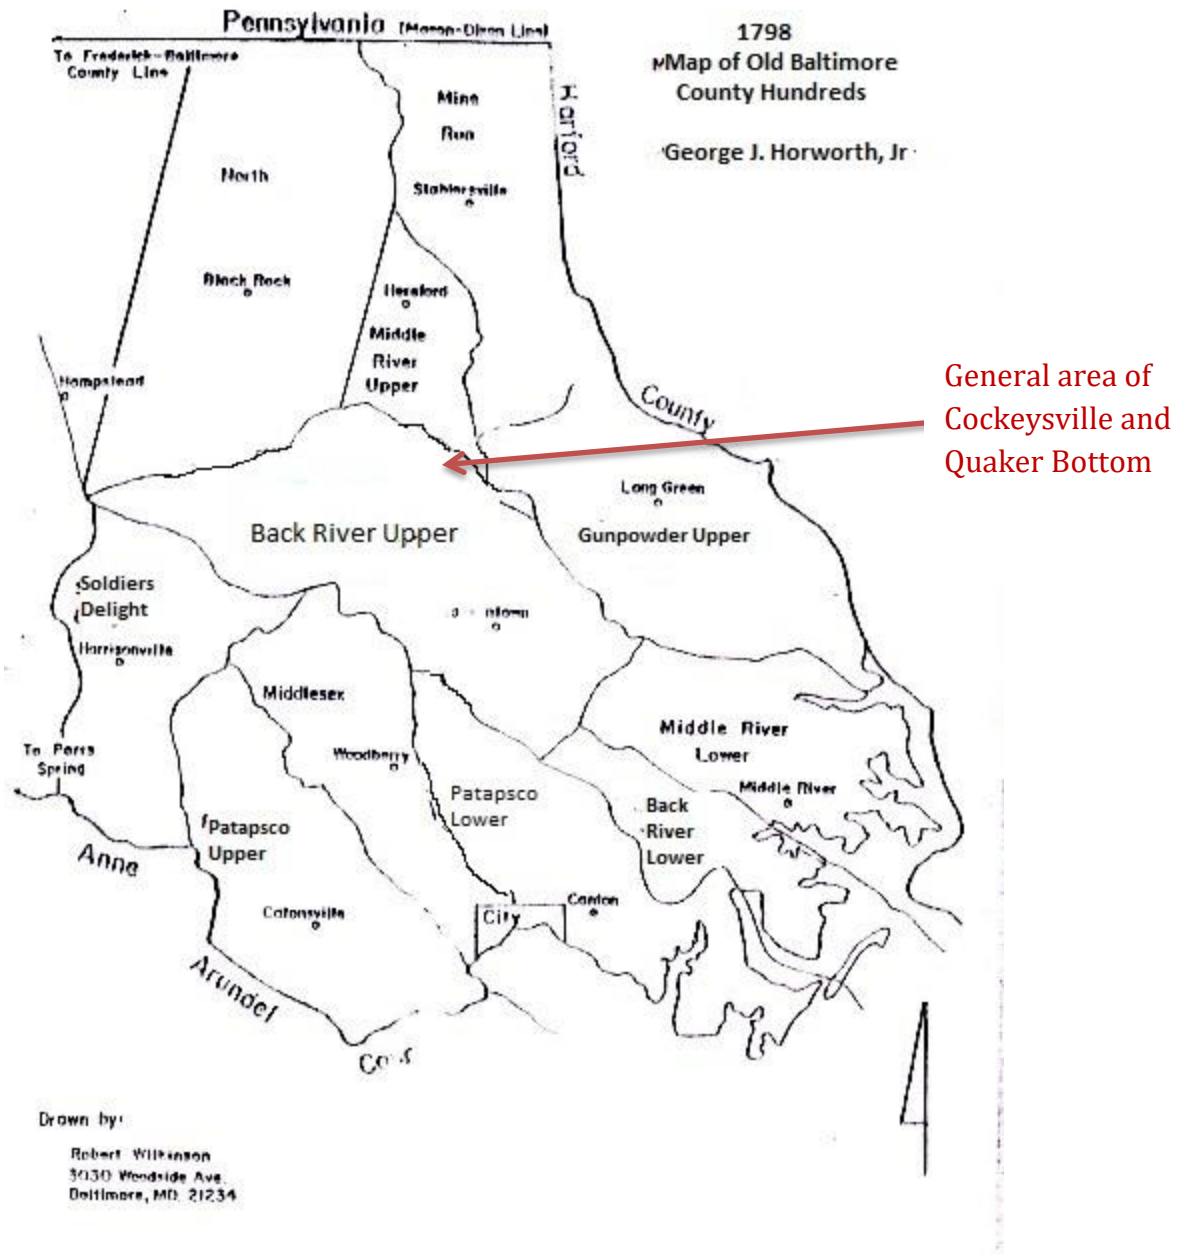 Pennsylvania (Mason-Dixon Line)
To Frederick-Baltimore
County Line
1798
Map of Old Baltimore
County Hundreds
George J. Horworth, Jr
Mine
Run
Harford
North
Stablersville
Black Rock
Hereford
Middle
River
Upper
Hampstead
County
General area of
Cockeysville and
Quaker Bottom
Long Green
Back River Upper
Gunpowder Upper
Soldiers
Delight
Harrisonville
Middlesex
Middle River
Lower
Woodberry
To Parrs
Spring
Middle River
Patapsco
Lower
Back
River
Lower
Patapsco
Upper
Anne
Catonsville
City
Canton
Arundel
Drawn by:
Robert Wilkinson
3030 Woodside Ave.
Baltimore, MD. 21234